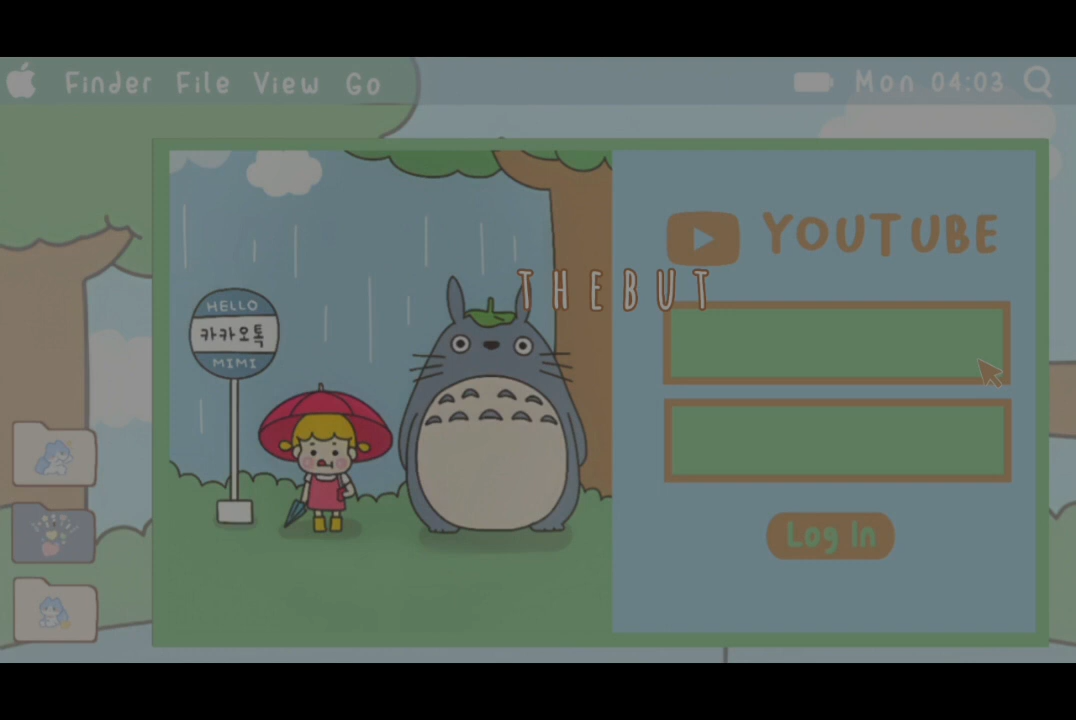 Finder File View Go
Mon 04:03
YOUTUBE
THEBUT
HELLO
카카오톡
MIMI
Log In